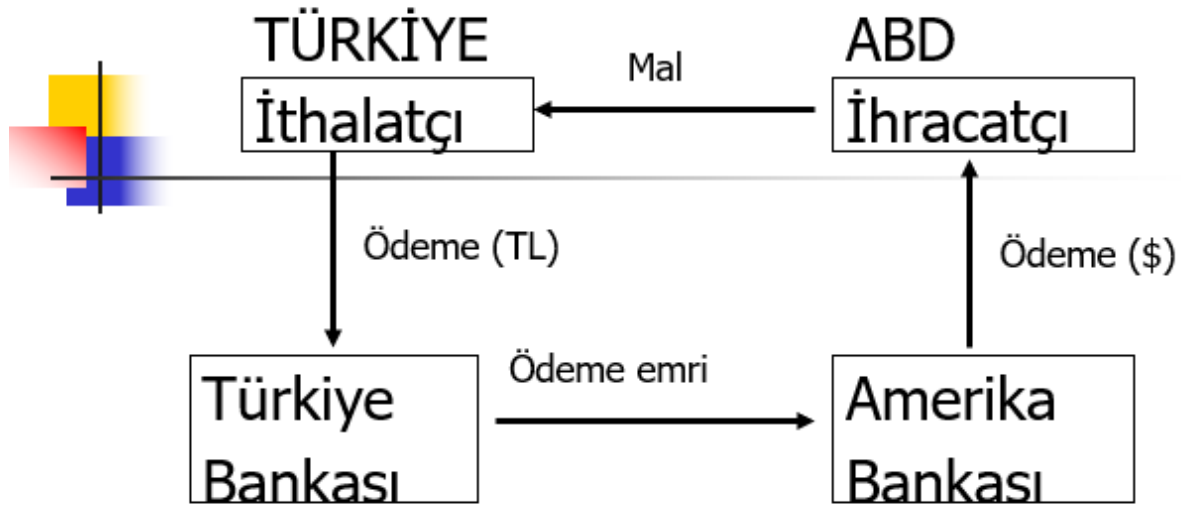 TÜRKİYE
ABD
Mal
İthalatçı
İhracatçı
Ödeme (TL)
Ödeme ($)
Ödeme emri
Türkiye
Bankası
Amerika
Bankası